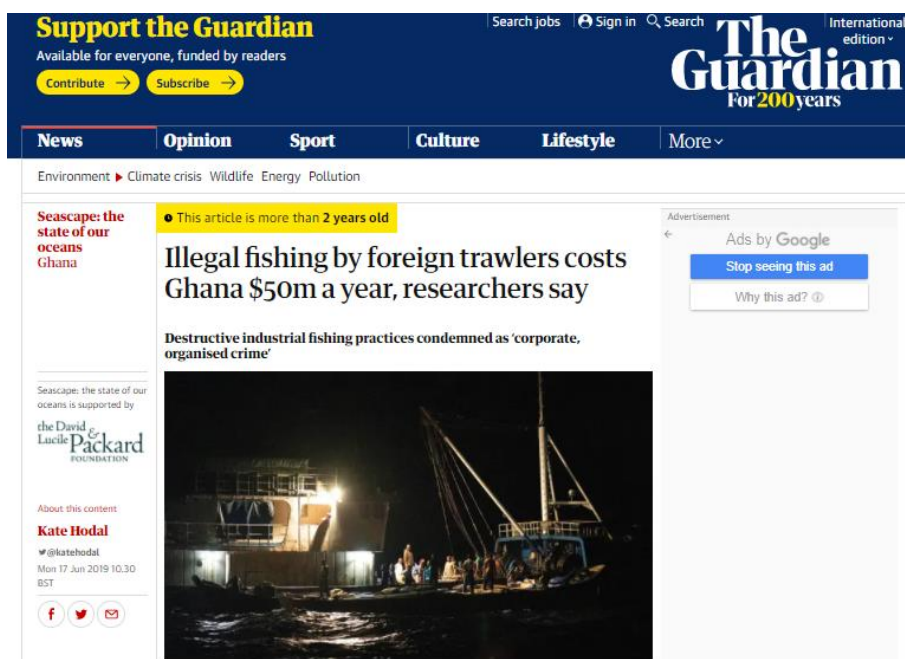 Support the Guardian
Available for everyone, funded by readers
Contribute →
Subscribe →
Search jobs
Sign in
Search
International edition
The Guardian
For 200 years
News
Opinion
Sport
Culture
Lifestyle
More
Environment
Climate crisis
Wildlife
Energy
Pollution
Seascape: the
state of our
oceans
Ghana
This article is more than 2 years old
Illegal fishing by foreign trawlers costs
Ghana $50m a year, researchers say
Destructive industrial fishing practices condemned as ‘corporate,
organised crime’
Seascape: the state of our
oceans is supported by
the David
& Lucile Packard
FOUNDATION
About this content
Kate Hodal
@katehodal
Mon 17 Jun 2019 10.30
BST
Advertisement
Ads by Google
Stop seeing this ad
Why this ad?